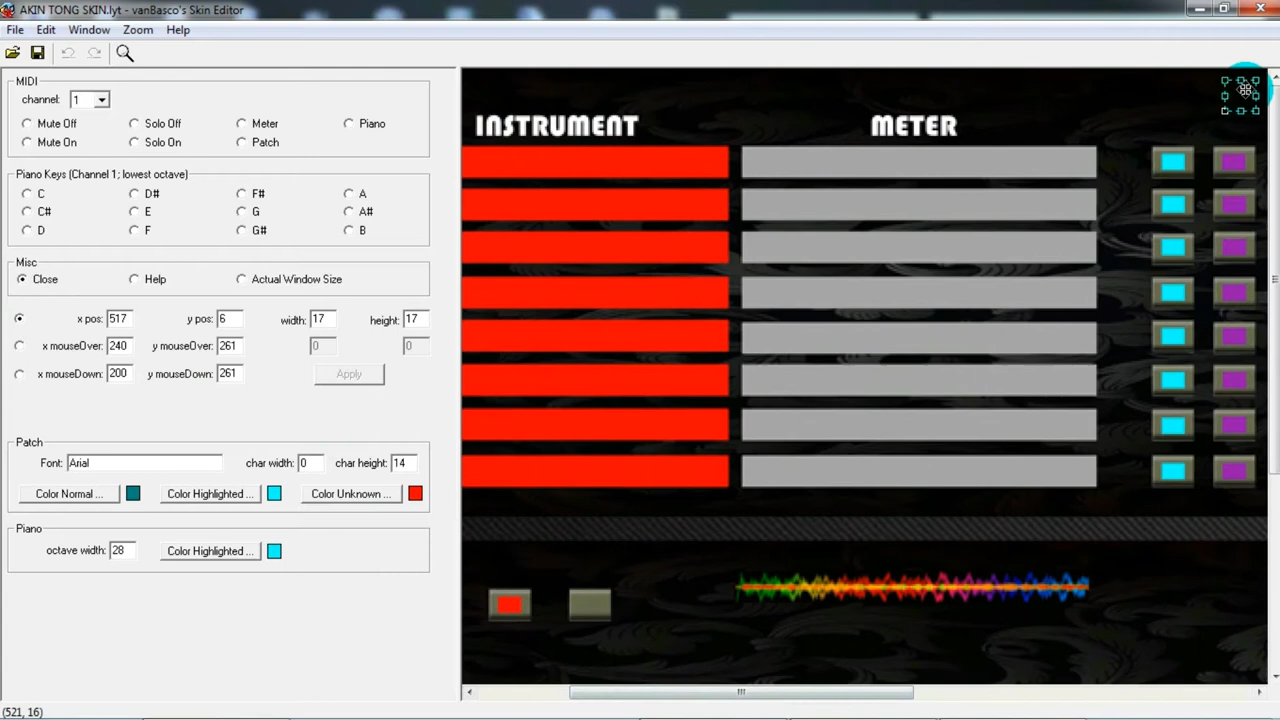 AKIN TONG SKIN.lyt - vanBasco's Skin Editor
File Edit Window Zoom Help
MIDI
channel: 1
Mute Off Solo Off Meter Piano
Mute On Solo On Patch
Piano Keys (Channel 1; lowest octave)
C D# F# A
C# E G A#
D F G# B
Misc
Close Help Actual Window Size
x pos: 517 y pos: 6 width: 17 height: 17
x mouseOver: 240 y mouseOver: 261 0 0
x mouseDown: 200 y mouseDown: 261 Apply
Patch
Font: Arial char width: 0 char height: 14
Color Normal ... Color Highlighted ... Color Unknown ...
Piano
octave width: 28 Color Highlighted ...
INSTRUMENT METER
(521, 16)